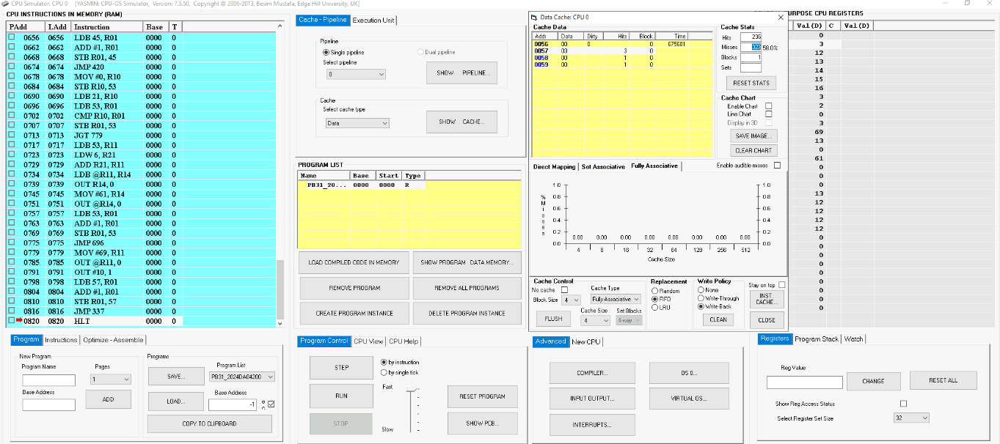 CPU Simulator: CPU 0 [YASMIN: CPU-OS Simulator, Version: 7.5.50, Copyright @ 2006-2013, Besim Mustafa, Edge Hill University, UK]
CPU INSTRUCTIONS IN MEMORY (RAM)
PAdd LAdd Instruction Base T
0656 0656 LDB 45, R01 0000 0
0662 0662 ADD #1, R01 0000 0
0668 0668 STB R01, 45 0000 0
0674 0674 JMP 420 0000 0
0678 0678 MOV #0, R10 0000 0
0684 0684 STB R10, 53 0000 0
0690 0690 LDB 21, R10 0000 0
0696 0696 LDB 53, R01 0000 0
0702 0702 CMP R10, R01 0000 0
0707 0707 STB R01, 53 0000 0
0713 0713 JGT 779 0000 0
0717 0717 LDB 53, R11 0000 0
0723 0723 LDW 6, R21 0000 0
0729 0729 ADD R21, R11 0000 0
0734 0734 LDB @R11, R14 0000 0
0739 0739 OUT R14, 0 0000 0
0745 0745 MOV #61, R14 0000 0
0751 0751 OUT @R14, 0 0000 0
0757 0757 LDB 53, R01 0000 0
0763 0763 ADD #1, R01 0000 0
0769 0769 STB R01, 53 0000 0
0775 0775 JMP 696 0000 0
0779 0779 MOV #69, R11 0000 0
0785 0785 OUT @R11, 0 0000 0
0791 0791 OUT #10, 1 0000 0
0798 0798 LDB 57, R01 0000 0
0804 0804 ADD #1, R01 0000 0
0810 0810 STB R01, 57 0000 0
0816 0816 JMP 337 0000 0
0820 0820 HLT 0000 0
Program Instructions Optimize - Assemble
New Program
Program Name Pages
1
Base Address
ADD
Programs
SAVE... Program List
PB31_2024DA04200
LOAD... Base Address
-1
COPY TO CLIPBOARD
Cache - Pipeline Execution Unit
Pipeline
Single pipeline Dual pipeline
Select pipeline
0 SHOW PIPELINE...
Cache
Select cache type
Data SHOW CACHE...
PROGRAM LIST
Name Base Start Type
PB31_20... 0000 0000 R
LOAD COMPILED CODE IN MEMORY SHOW PROGRAM DATA MEMORY...
REMOVE PROGRAM REMOVE ALL PROGRAMS
CREATE PROGRAM INSTANCE DELETE PROGRAM INSTANCE
Program Control CPU View CPU Help
STEP by instruction
by single tick
Fast
RUN RESET PROGRAM
STOP SHOW PCB...
Slow
Data Cache: CPU 0
Cache Data
Addr Data Dirty Hits Block Time
0056 00 0 0 675681
0057 03 3 0
0058 00 1 0
0059 00 1 0
Cache Stats
Hits 236
Misses 327 58.0%
Blocks 1
Sets
RESET STATS
Cache Chart
Enable Chart
Line Chart
Display in 3D
SAVE IMAGE...
CLEAR CHART
Direct Mapping Set Associative Fully Associative Enable audible misses
1.0 1.0
0.8 0.8
0.6 0.6
0.4 0.4
0.2 0.2
0.0 0.0
% Misses
0.00 0.00 0.00 0.00 0.00 0.00 0.00 0.00
4 8 16 32 64 128 256 512
Cache Size
Cache Control
No cache Cache Type
Block Size 4 Fully Associative
FLUSH Cache Size Set Blocks
4 4-way
Replacement
Random
FIFO
LRU
Write Policy
None
Write-Through
Write-Back
CLEAN
Stay on top
INST. CACHE...
CLOSE
Advanced New CPU
COMPILER... OS 0...
INPUT OUTPUT... VIRTUAL OS...
INTERRUPTS...
PURPOSE CPU REGISTERS
Val (D) C Val (D)
0
3
12
13
14
15
16
3
2
0
3
69
13
0
61
0
0
0
13
12
12
12
0
0
0
0
0
0
0
0
0
0
Registers Program Stack Watch
Reg Value
CHANGE RESET ALL
Show Reg Access Status
Select Register Set Size 32